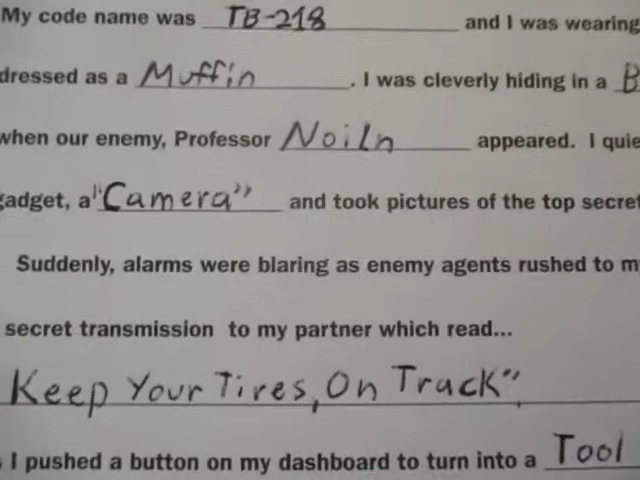 My code name was TB-218 and I was wearing
dressed as a Muffin. I was cleverly hiding in a B
when our enemy, Professor Noiln appeared. I quie
gadget, a "Camera" and took pictures of the top secret
Suddenly, alarms were blaring as enemy agents rushed to m
secret transmission to my partner which read...
Keep Your Tires, On Track",
I pushed a button on my dashboard to turn into a Tool